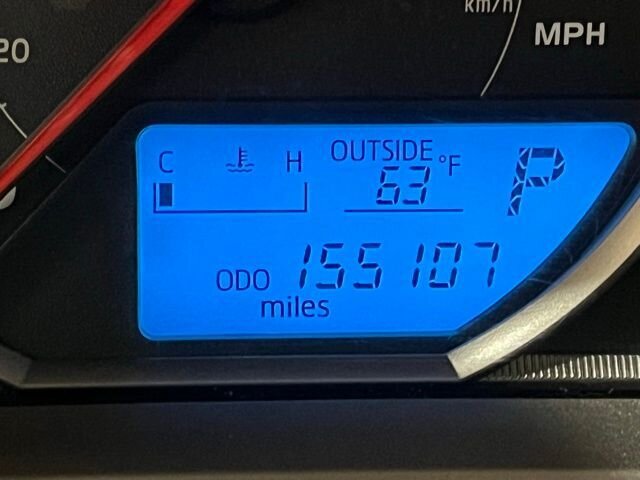 km/h
20
MPH
C H OUTSIDE °F P
63
ODO 155107
miles